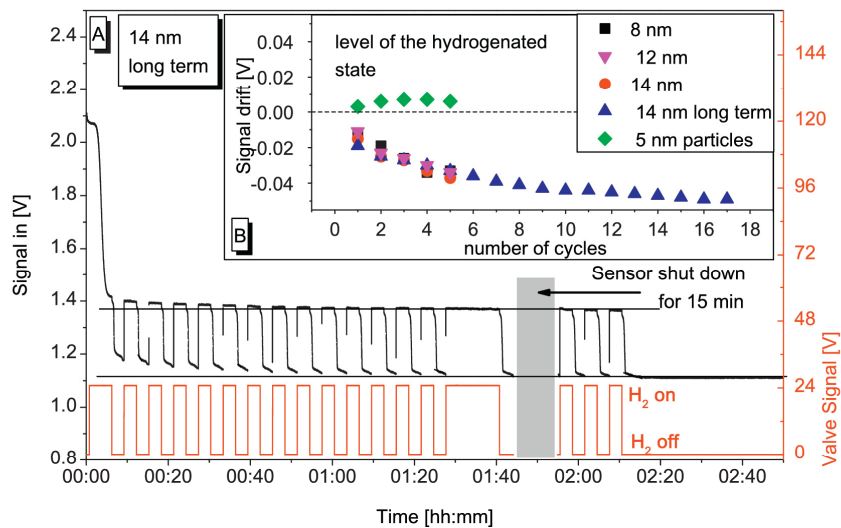 A
14 nm
long term
B
level of the hydrogenated
state
8 nm
12 nm
14 nm
14 nm long term
5 nm particles
Signal drift [V]
0.04
0.02
0.00
-0.02
-0.04
0 2 4 6 8 10 12 14 16 18
number of cycles
Signal in [V]
2.4
2.2
2.0
1.8
1.6
1.4
1.2
1.0
0.8
Sensor shut down
for 15 min
H₂ on
H₂ off
144
120
96
72
48
24
0
Valve Signal [V]
00:00 00:20 00:40 01:00 01:20 01:40 02:00 02:20 02:40
Time [hh:mm]